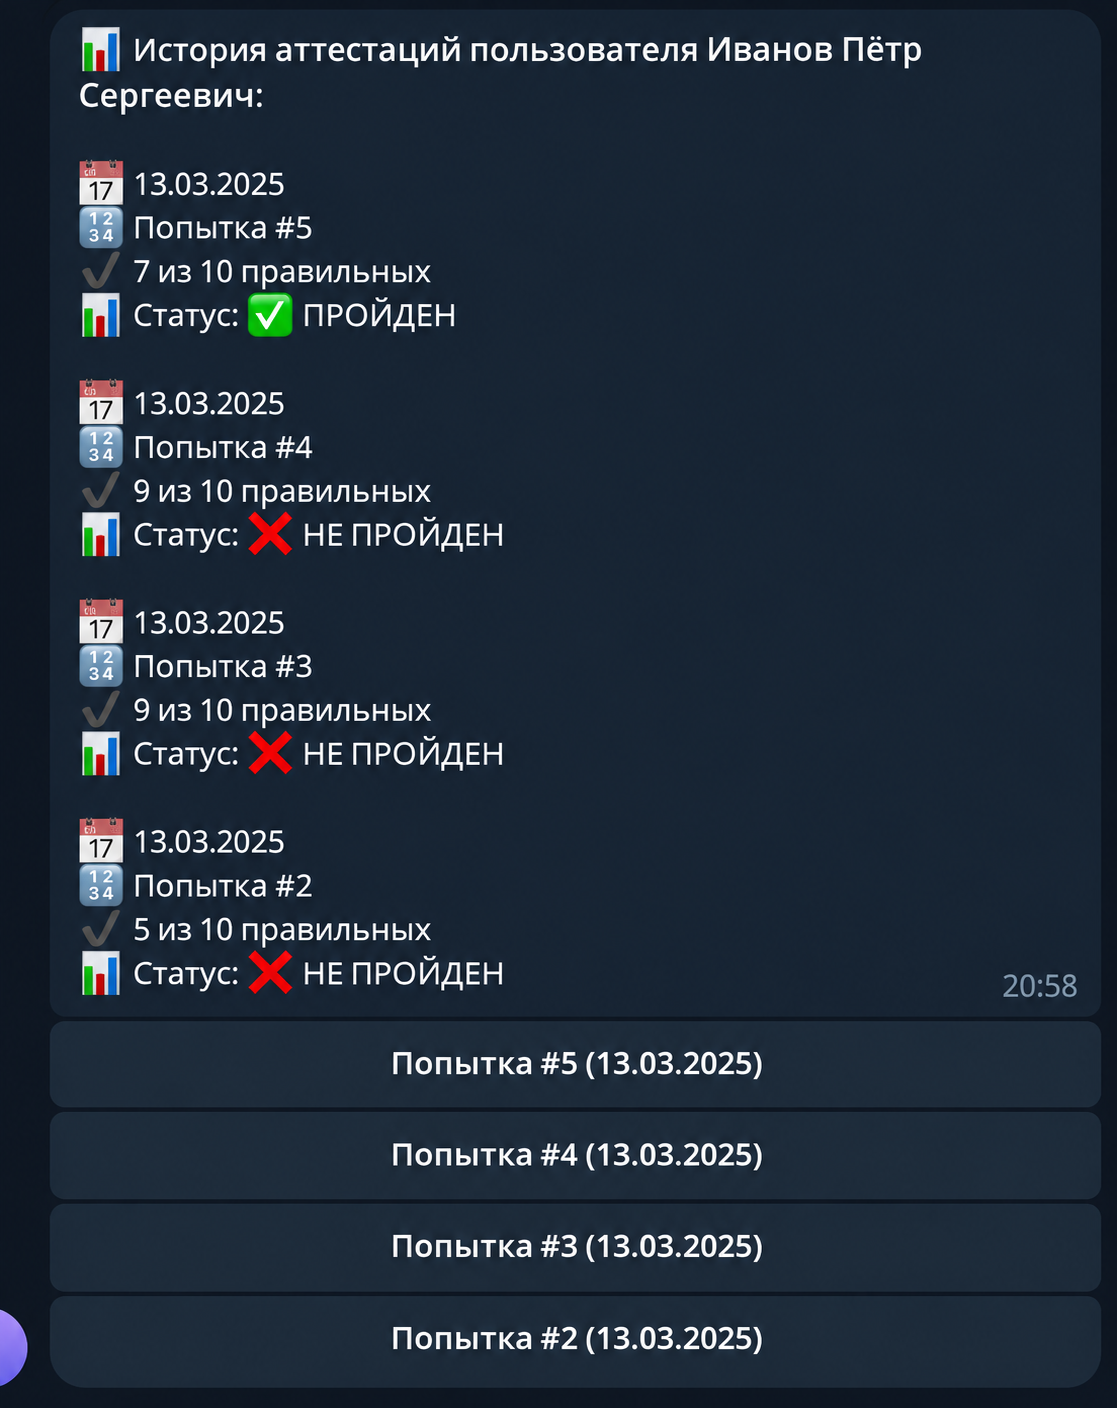 📊 История аттестаций пользователя Иванов Пётр
Сергеевич:
📅 13.03.2025
🔢 Попытка #5
✔️ 7 из 10 правильных
📊 Статус: ✅ ПРОЙДЕН
📅 13.03.2025
🔢 Попытка #4
✔️ 9 из 10 правильных
📊 Статус: ❌ НЕ ПРОЙДЕН
📅 13.03.2025
🔢 Попытка #3
✔️ 9 из 10 правильных
📊 Статус: ❌ НЕ ПРОЙДЕН
📅 13.03.2025
🔢 Попытка #2
✔️ 5 из 10 правильных
📊 Статус: ❌ НЕ ПРОЙДЕН
20:58
Попытка #5 (13.03.2025)
Попытка #4 (13.03.2025)
Попытка #3 (13.03.2025)
Попытка #2 (13.03.2025)